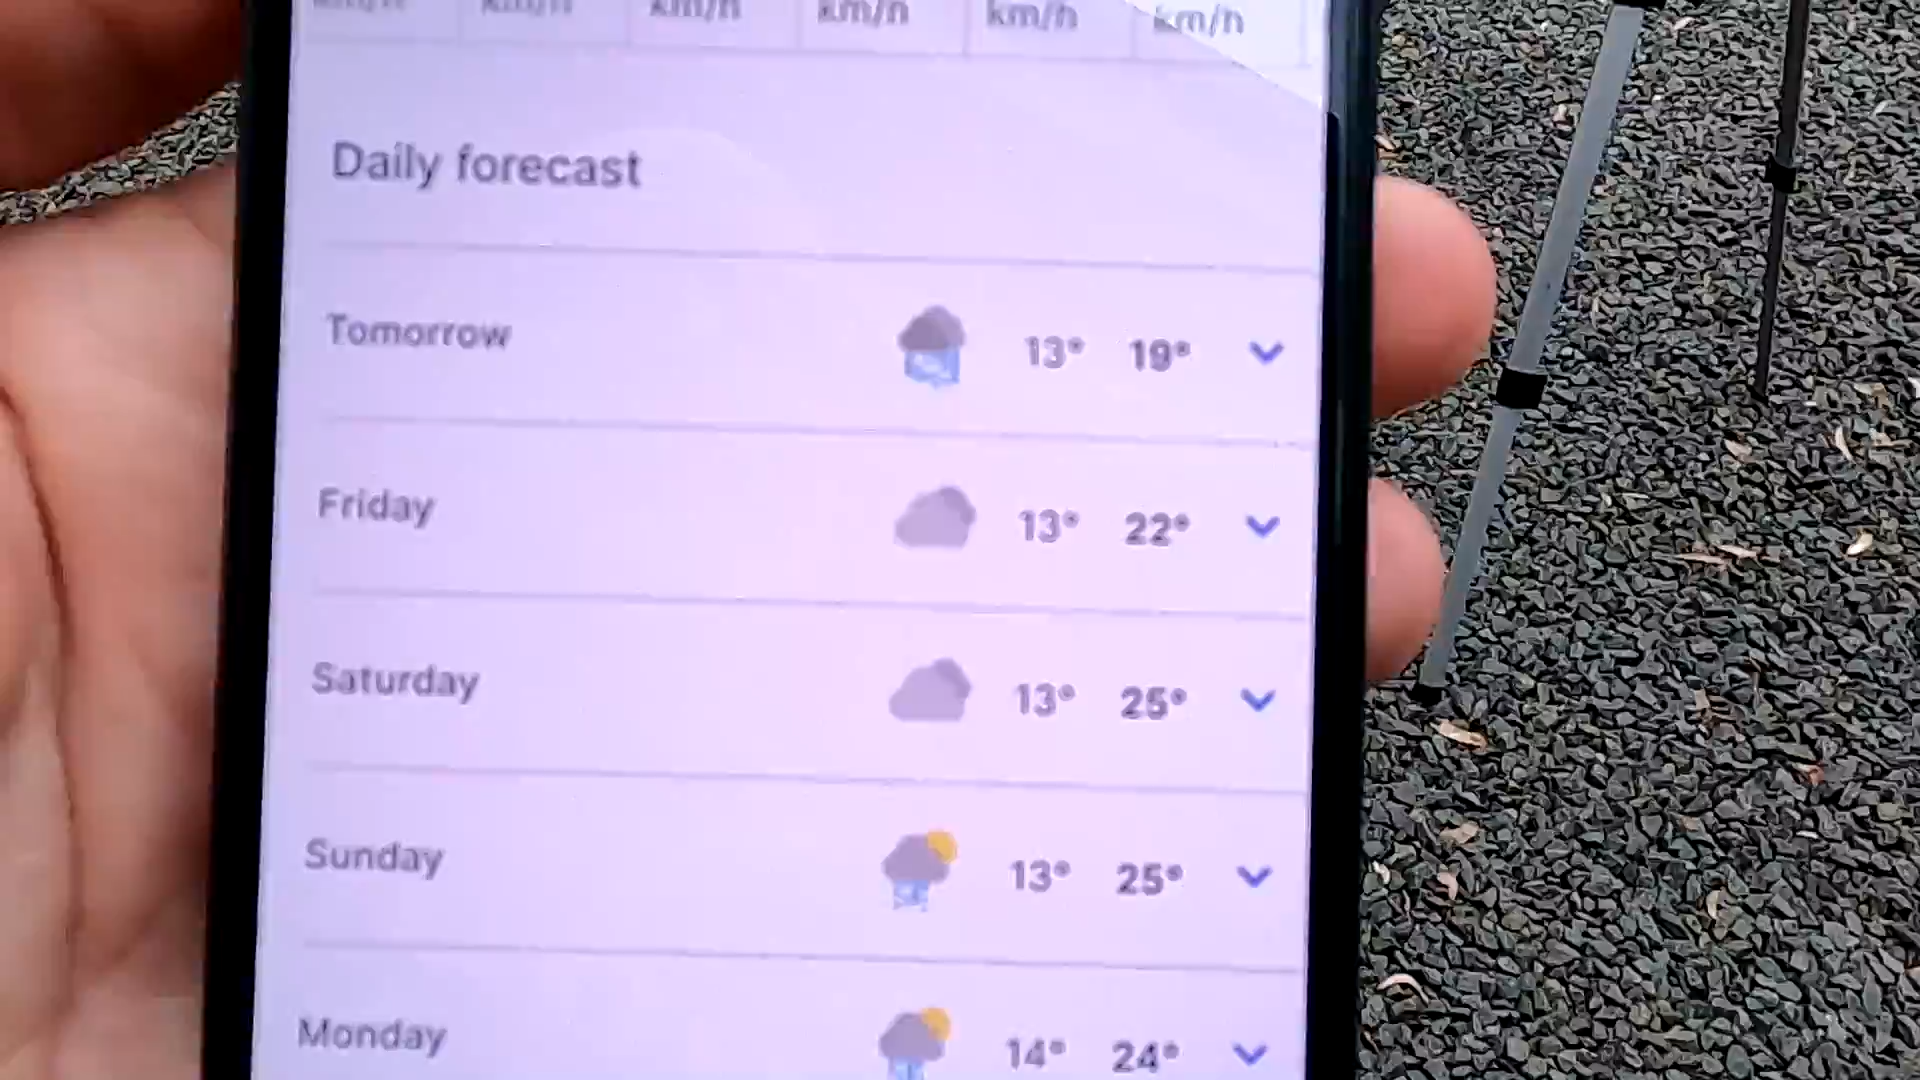 km/h km/h km/h km/h km/h km/h
Daily forecast
Tomorrow 13° 19°
Friday 13° 22°
Saturday 13° 25°
Sunday 13° 25°
Monday 14° 24°